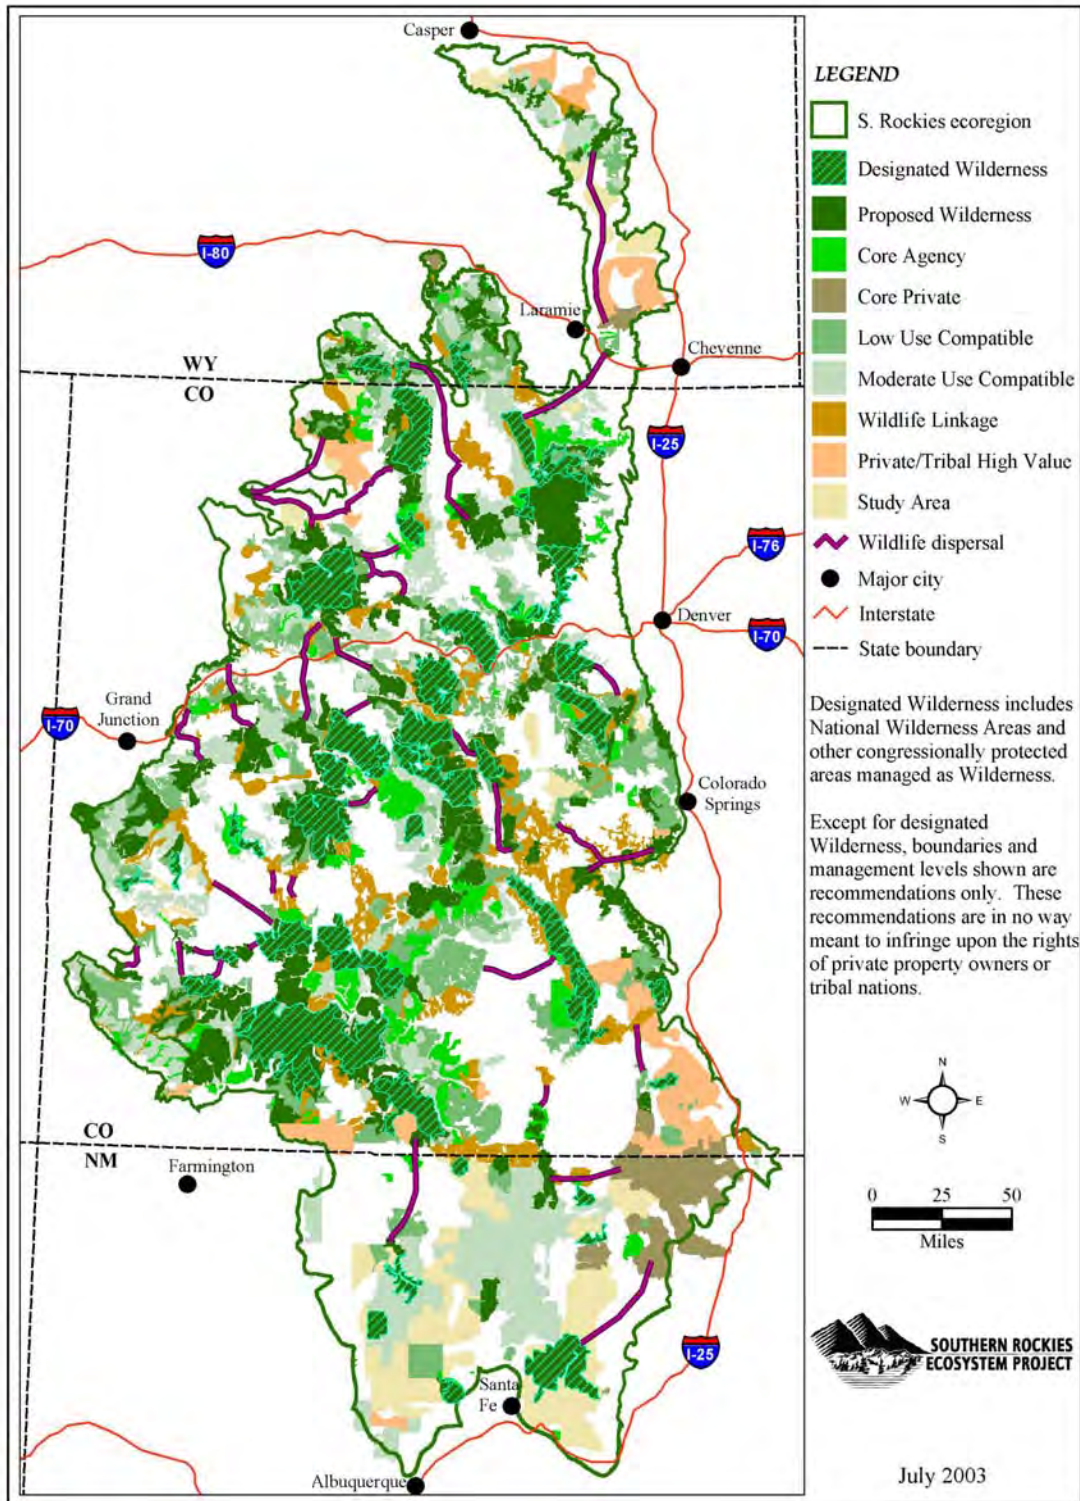 Casper
I-80
Laramie
Cheyenne
WY
CO
I-25
I-76
Denver
I-70
Grand
Junction
I-70
Colorado
Springs
CO
NM
Farmington
I-25
Santa
Fe
Albuquerque
LEGEND
S. Rockies ecoregion
Designated Wilderness
Proposed Wilderness
Core Agency
Core Private
Low Use Compatible
Moderate Use Compatible
Wildlife Linkage
Private/Tribal High Value
Study Area
Wildlife dispersal
Major city
Interstate
State boundary
Designated Wilderness includes
National Wilderness Areas and
other congressionally protected
areas managed as Wilderness.
Except for designated
Wilderness, boundaries and
management levels shown are
recommendations only. These
recommendations are in no way
meant to infringe upon the rights
of private property owners or
tribal nations.
N
W E
S
0 25 50
Miles
SOUTHERN ROCKIES
ECOSYSTEM PROJECT
July 2003